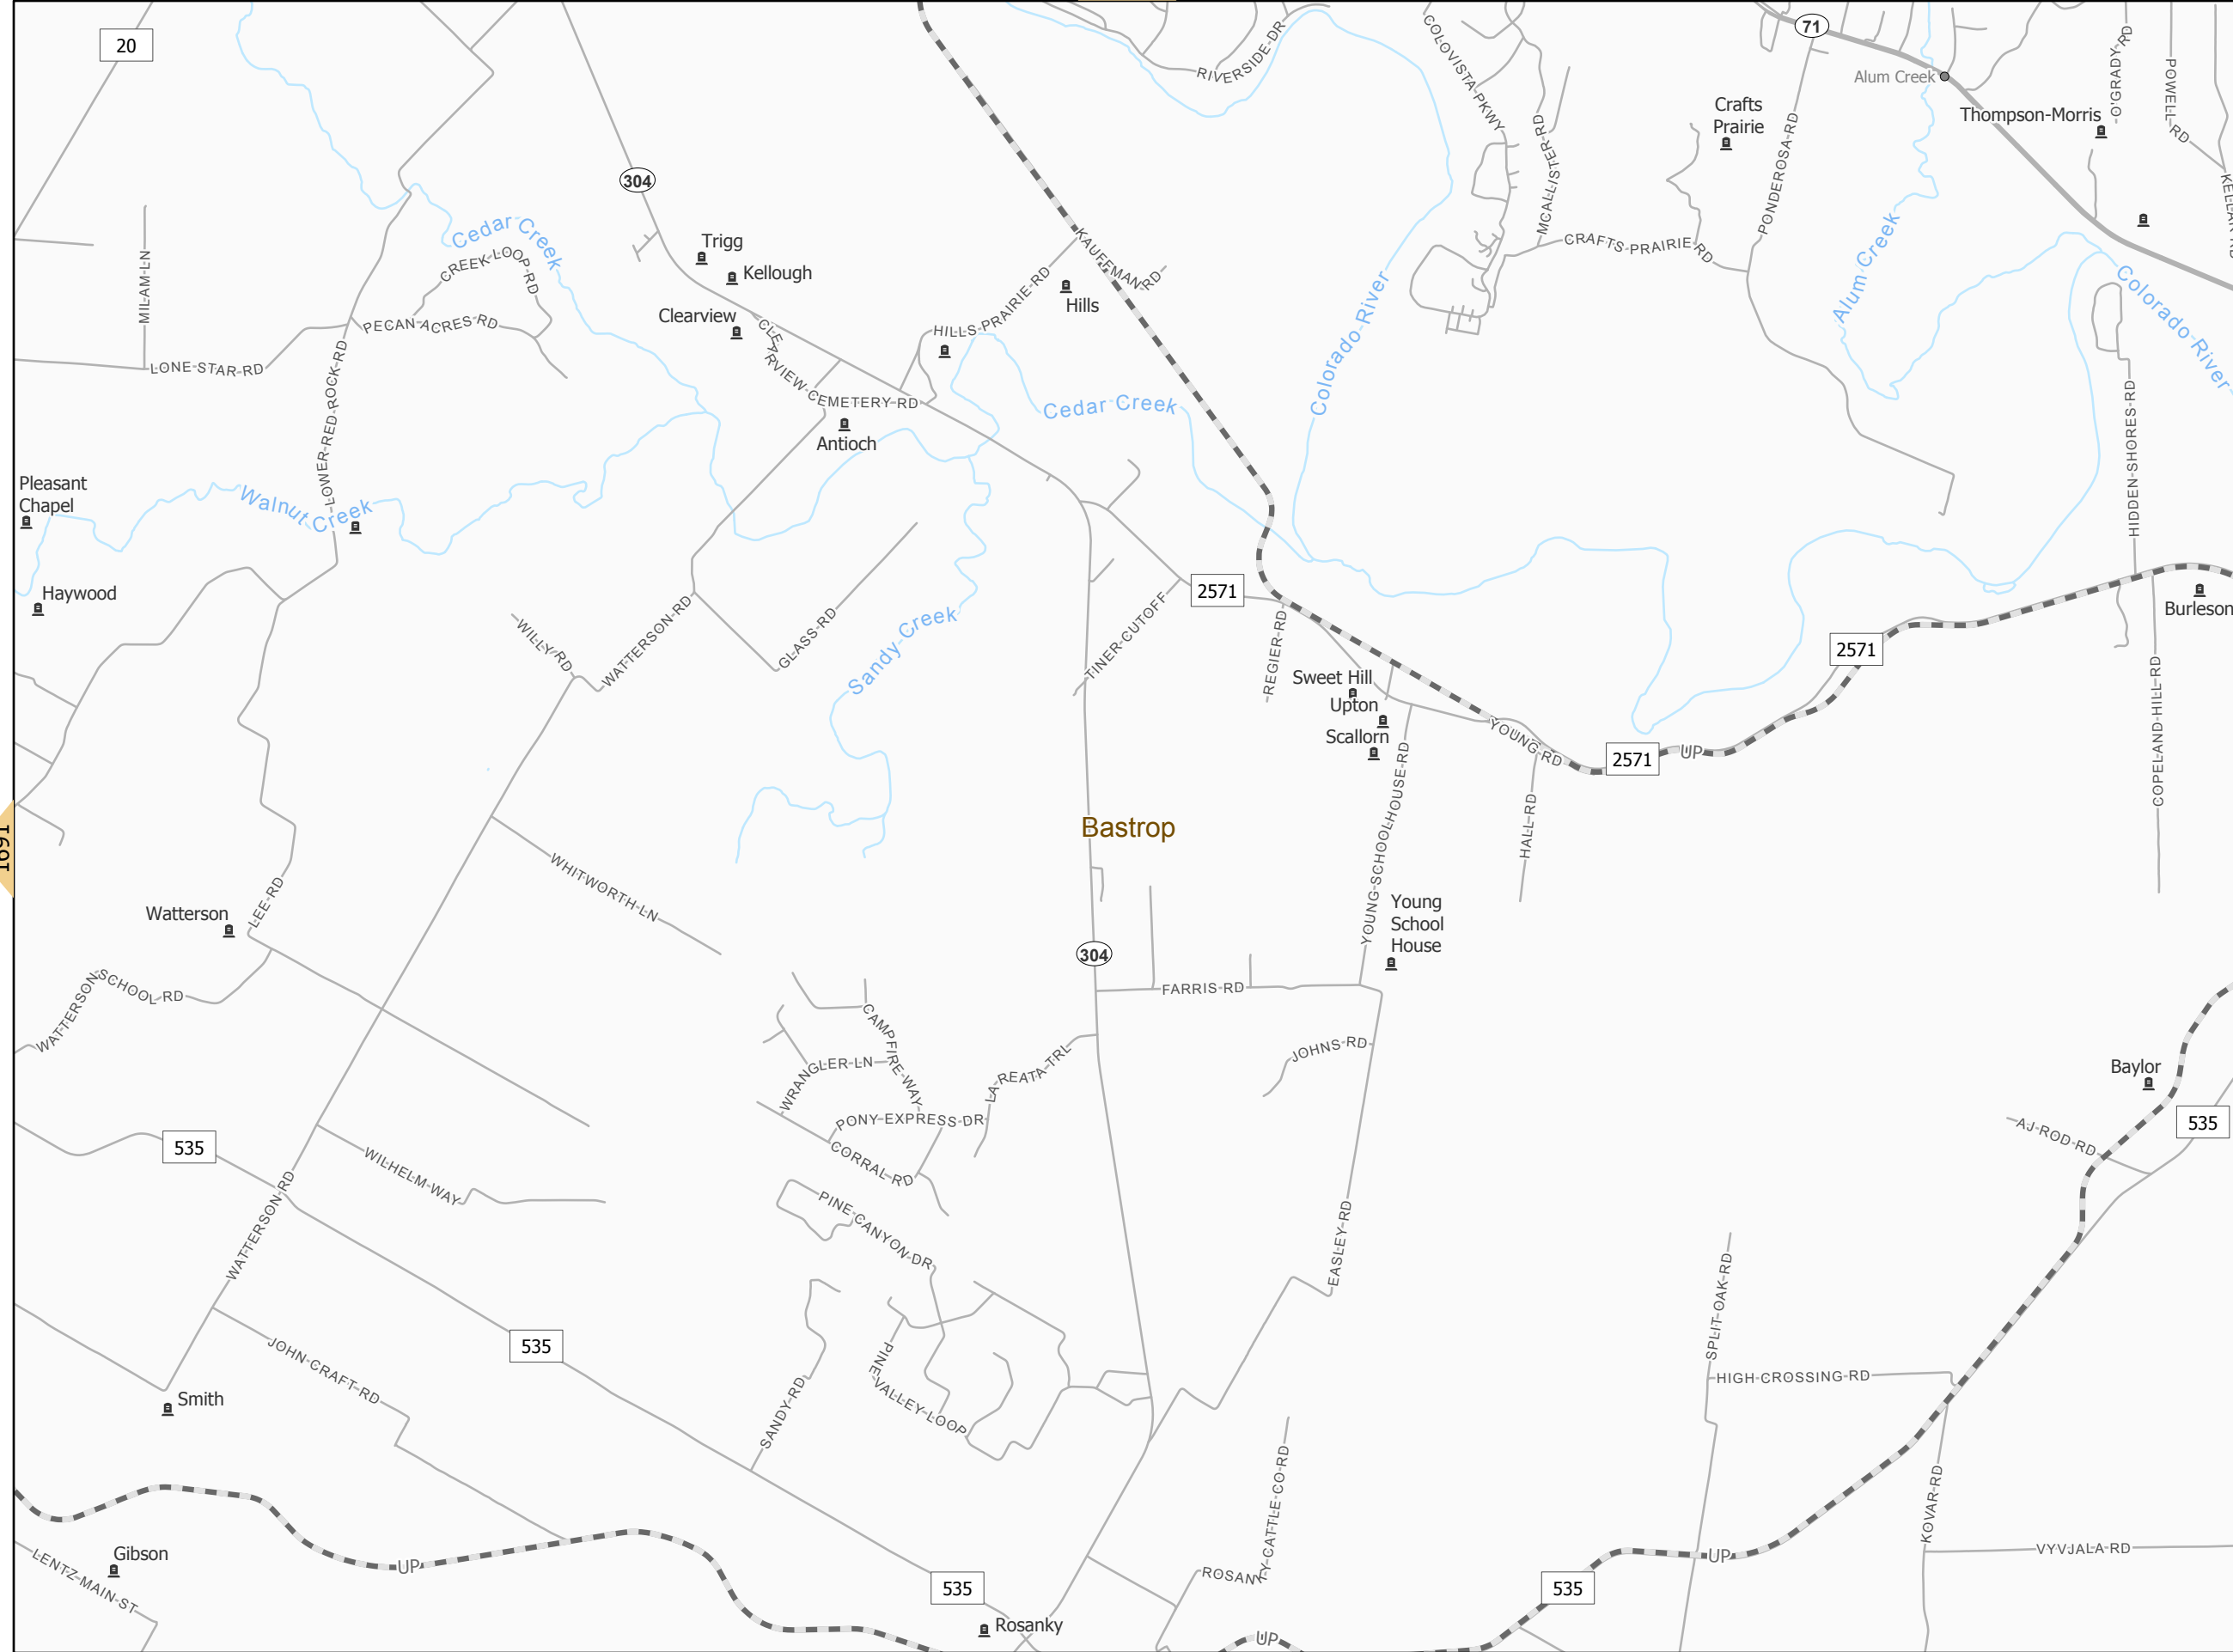 20
71
RIVERSIDE-DR
COLOVISTA-PKWY
O'GRADY-RD
POWELL-RD
Alum Creek
Crafts
Prairie
Thompson-Morris
MCALLISTER-RD
PONDEROSA-RD
304
Cedar Creek
CREEK-LOOP-RD
Trigg
Kellough
KAUFFMAN-RD
CRAFTS-PRAIRIE-RD
Alum Creek
Colorado River
MILAM-LN
Clearview
HILLS-PRAIRIE-RD
Hills
Colorado-River
PECAN-ACRES-RD
LONE-STAR-RD
CLEARVIEW-CEMETERY-RD
Cedar Creek
LOWER-RED-ROCK-RD
Antioch
HIDDEN-SHORES-RD
Pleasant
Chapel
Walnut Creek
Haywood
2571
Burleson
WILLY-RD
WATTERSON-RD
GLASS-RD
Sandy Creek
TINER-CUTOFF
REGIER-RD
2571
Sweet Hill
Upton
Scallorn
YOUNG-RD
2571
UP
COPELAND-HILL-RD
1691
Bastrop
HALL-RD
YOUNG-SCHOOLHOUSE-RD
WHITWORTH-LN
Watterson
LEE-RD
Young
School
House
304
WATTERSON-SCHOOL-RD
FARRIS-RD
CAMPFIRE-WAY
WRANGLER-LN
LA-REATA-TRL
JOHNS-RD
Baylor
PONY-EXPRESS-DR
535
AJ-ROD-RD
535
CORRAL-RD
WILHELM-WAY
WATTERSON-RD
PINE-CANYON-DR
EASLEY-RD
SPLIT-OAK-RD
535
JOHN-CRAFT-RD
PINE-VALLEY-LOOP
HIGH-CROSSING-RD
Smith
SANDY-RD
ROSANKY-CATTLE-CO-RD
KOVAR-RD
Gibson
UP
UP
VYVJALA-RD
LENTZ-MAIN-ST
535
535
Rosanky
UP